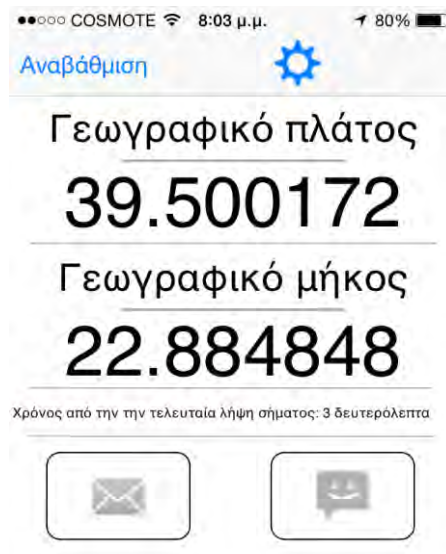 COSMOTE 8:03 μ.μ. 80%
Αναβάθμιση
Γεωγραφικό πλάτος
39.500172
Γεωγραφικό μήκος
22.884848
Χρόνος από την την τελευταία λήψη σήματος: 3 δευτερόλεπτα